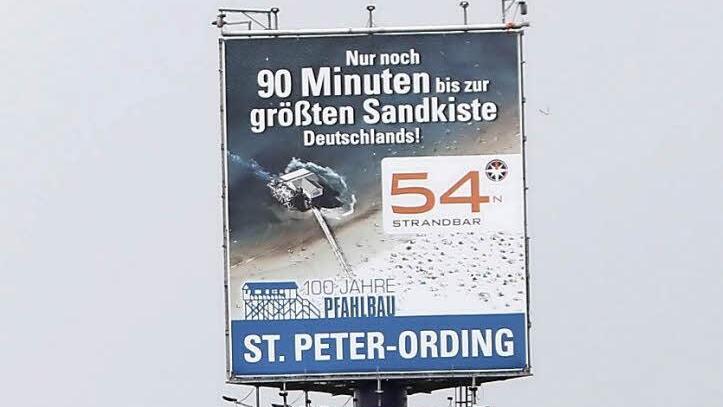 Nur noch
90 Minuten bis zur
größten Sandkiste
Deutschlands!
54 N
STRANDBAR
100 JAHRE
PFAHLBAU
ST. PETER-ORDING